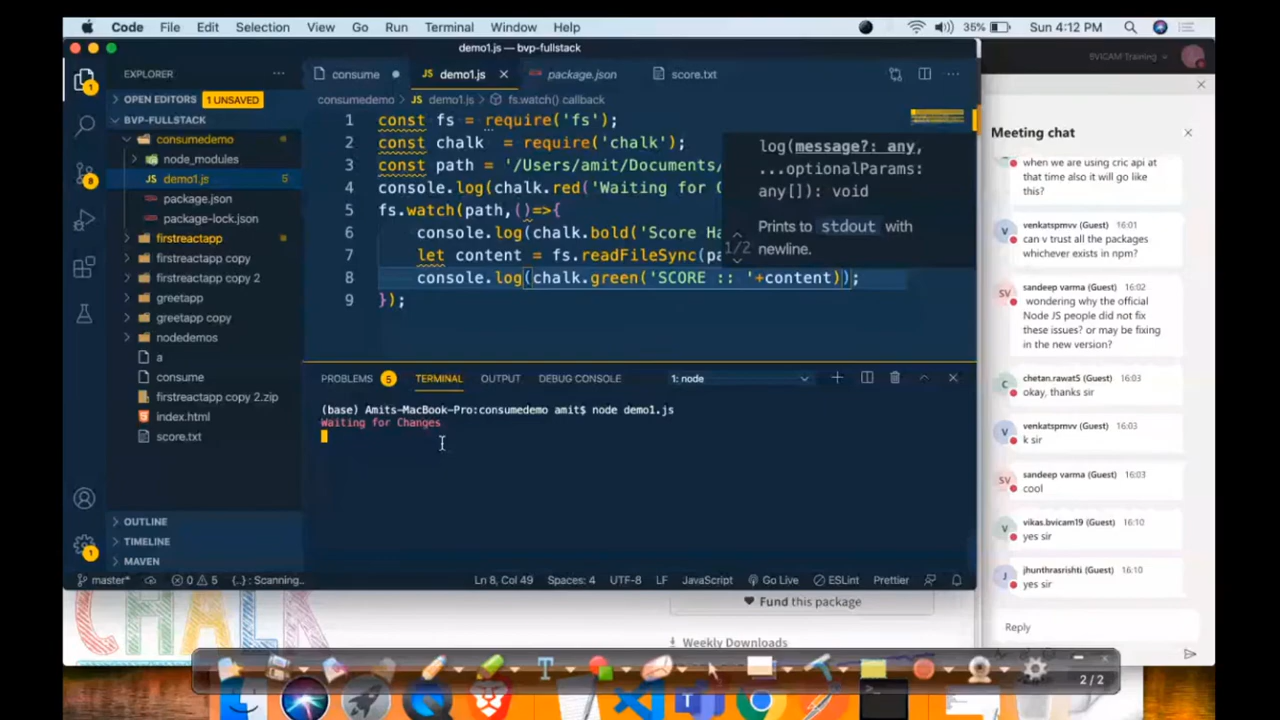 Code File Edit Selection View Go Run Terminal Window Help 35% Sun 4:12 PM
demo1.js — bvp-fullstack
EVICAM Training
EXPLORER
consume
JS demo1.js
package.json
score.txt
OPEN EDITORS 1 UNSAVED
consumedemo > JS demo1.js > fs.watch() callback
BVP-FULLSTACK
consumedemo
node_modules
JS demo1.js 5
package.json
package-lock.json
firstreactapp
firstreactapp copy
firstreactapp copy 2
greetapp
greetapp copy
nodedemos
a
consume
firstreactapp copy 2.zip
index.html
score.txt
OUTLINE
TIMELINE
MAVEN
1
8
1
1 const fs = require('fs');
2 const chalk = require('chalk');
3 const path = '/Users/amit/Documents/
4 console.log(chalk.red('Waiting for C
5 fs.watch(path,()=>{
6 console.log(chalk.bold('Score Ha
7 let content = fs.readFileSync(pa
8 console.log(chalk.green('SCORE :: '+content));
9 });
log(message?: any,
...optionalParams:
any[]): void
Prints to stdout with
newline.
1/2
PROBLEMS 5 TERMINAL OUTPUT DEBUG CONSOLE 1: node
(base) Amits-MacBook-Pro:consumedemo amit$ node demo1.js
Waiting for Changes
master* 0 5 {..} : Scanning.. Ln 8, Col 49 Spaces: 4 UTF-8 LF JavaScript Go Live ESLint Prettier
Meeting chat
when we are using cric api at
that time also it will go like
this?
V venkatspmvv (Guest) 16:01
can v trust all the packages
whichever exists in npm?
SV sandeep varma (Guest) 16:02
wondering why the official
Node JS people did not fix
these issues? or may be fixing
in the new version?
C chetan.rawat5 (Guest) 16:03
okay, thanks sir
V venkatspmvv (Guest) 16:03
k sir
SV sandeep varma (Guest) 16:03
cool
V vikas.bvicam19 (Guest) 16:10
yes sir
J jhunthrasrishti (Guest) 16:10
yes sir
Reply
CHALK
Fund this package
Weekly Downloads
T
2/2